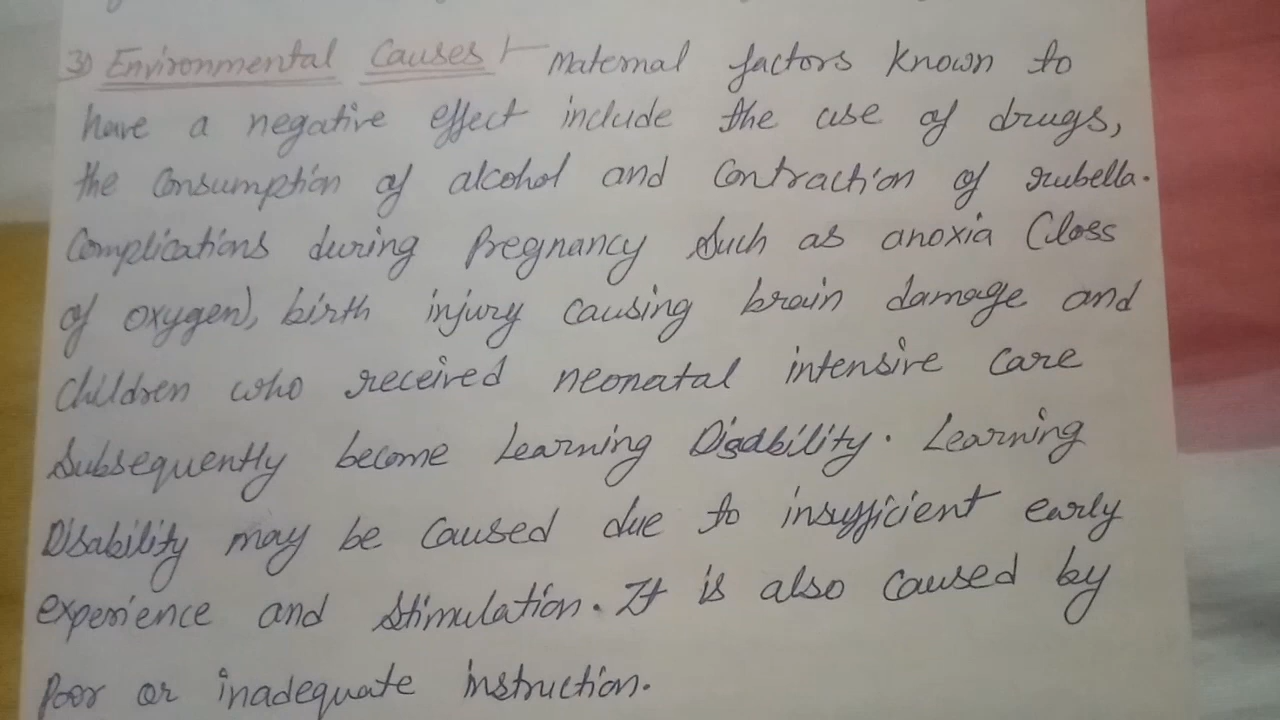 3) Environmental Causes :- Maternal factors known to
have a negative effect include the use of drugs,
the consumption of alcohol and contraction of rubella.
Complications during pregnancy such as anoxia (loss
of oxygen), birth injury causing brain damage and
children who received neonatal intensive care
subsequently become Learning Disability. Learning
Disability may be caused due to insufficient early
experience and stimulation. It is also caused by
poor or inadequate instruction.